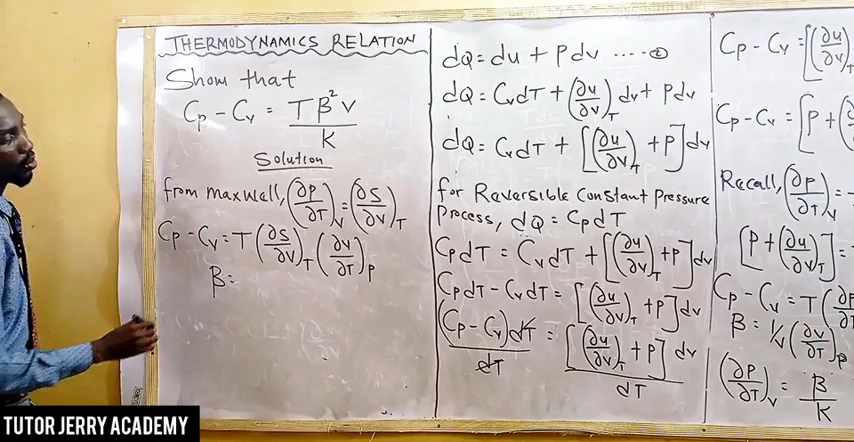 THERMODYNAMICS RELATION
Show that
Cp - Cv = Tβ²V/K
Solution
from maxwell, (∂P/∂T)V = (∂S/∂V)T
Cp - Cv = T(∂S/∂V)T (∂V/∂T)P
β =
dQ = du + Pdv ----②
dQ = CvdT + (∂u/∂v)T dv + Pdv
dQ = CvdT + [(∂u/∂v)T + P]dv
for Reversible Constant Pressure
Process, dQ = CpdT
CpdT = CvdT + [(∂u/∂v)T + P]dv
CpdT - CvdT = [(∂u/∂v)T + P]dv
(Cp - Cv)dT/dT = [(∂u/∂v)T + P]dv/dT
Cp - Cv = [(∂u/∂v)T
Cp - Cv = [P + (
Recall, (∂P/∂T)V =
[P + (∂u/∂v)T] =
Cp - Cv = T(∂P/∂T
β = 1/V(∂V/∂T)P
(∂P/∂T)V = β/K
TUTOR JERRY ACADEMY